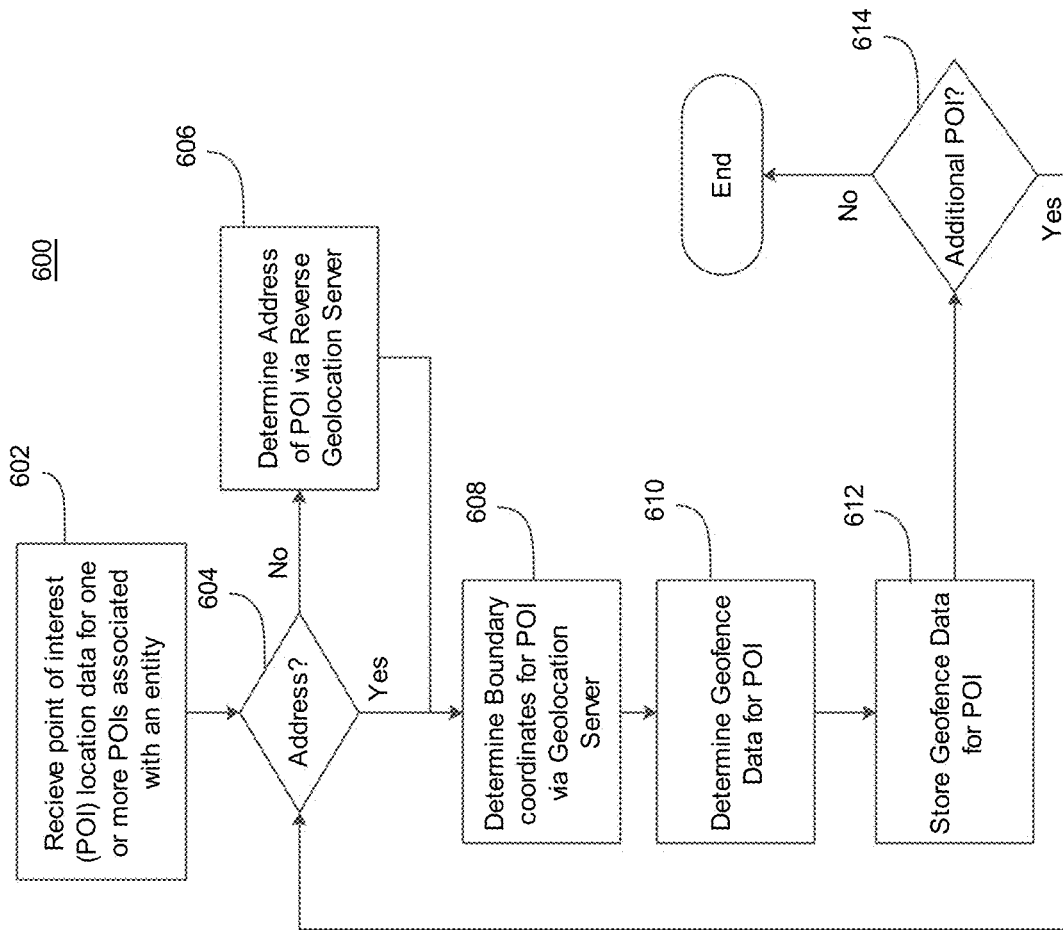 600
602
Recieve point of interest
(POI) location data for one
or more POIs associated
with an entity
604
Address?
No
Yes
606
Determine Address
of POI via Reverse
Geolocation Server
608
Determine Boundary
coordinates for POI
via Geolocation
Server
610
Determine Geofence
Data for POI
612
Store Geofence Data
for POI
614
Additional POI?
No
Yes
End